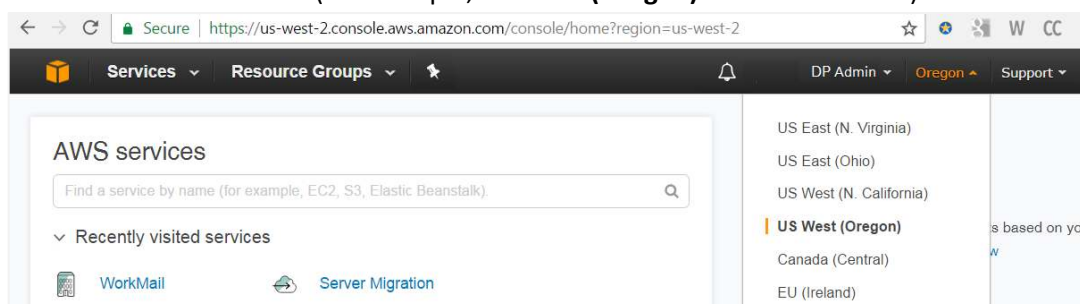 ← → C Secure | https://us-west-2.console.aws.amazon.com/console/home?region=us-west-2 W CC
Services Resource Groups DP Admin Oregon Support
US East (N. Virginia)
AWS services
US East (Ohio)
Find a service by name (for example, EC2, S3, Elastic Beanstalk).
US West (N. California)
US West (Oregon)
s based on yo
Recently visited services
w
Canada (Central)
WorkMail Server Migration
EU (Ireland)